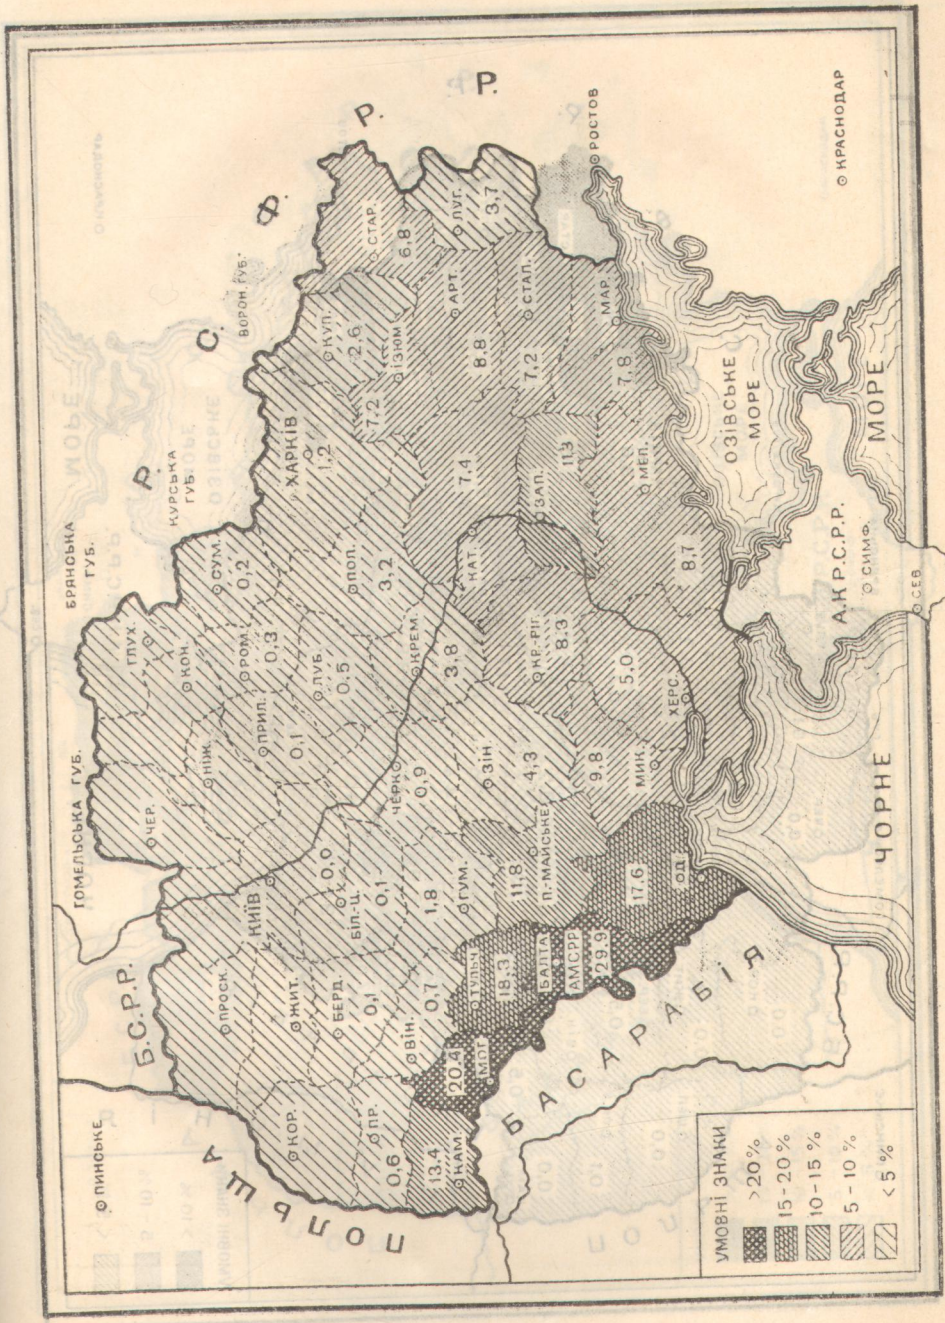 Р.
Р.
Ф.
С.
Р.
БРЯНСЬКА
ГУБ.
КУРСЬКА
ГУБ.
ВОРОН. ГУБ.
ГОМЕЛЬСЬКА ГУБ.
Б.С.Р.Р.
ПИНСЬКЕ
ПОЛЬЩА
БАСАРАБІЯ
РОСТОВ
КРАСНОДАР
ОЗІВСЬКЕ
МОРЕ
ЧОРНЕ
МОРЕ
А.К.Р.С.Р.Р.
СИМФ.
СЕВ
ГЛУХ.
КОН.
ЧЕР.
НІЖ.
СУМ.
0,2
РОМ.
0,3
ПРИЛ.
0,1
ЛУБ.
0,5
ПОЛ.
3,2
ХАРКІВ
1,2
КУП.
2,6
ІЗЮМ
7,2
СТАР.
6,8
ЛУГ.
3,7
АРТ.
8,8
СТАЛ.
7,2
МАР.
7,8
МЕЛ.
8,7
ЗАП.
11,3
КАТ.
7,4
КРЕМ.
3,8
КР.-РІГ
8,3
5,0
ХЕРС.
МИК.
9,8
ЗІН.
4,3
ЧЕРК
0,9
КИЇВ
0,0
БІЛ.-Ц.
0,1
ГУМ.
1,8
П.-МАЙСЬКЕ
11,8
ОД.
17,6
ТУЛЬЧ
18,3
БАЛТА
АМСРР
29,9
ПРОСК.
ЖИТ.
БЕРД.
0,1
ВІН.
0,7
МОГ
20,4
КОР.
ПР.
0,6
КАМ.
13,4
УМОВНІ ЗНАКИ
>20%
15-20%
10-15%
5-10%
<5%